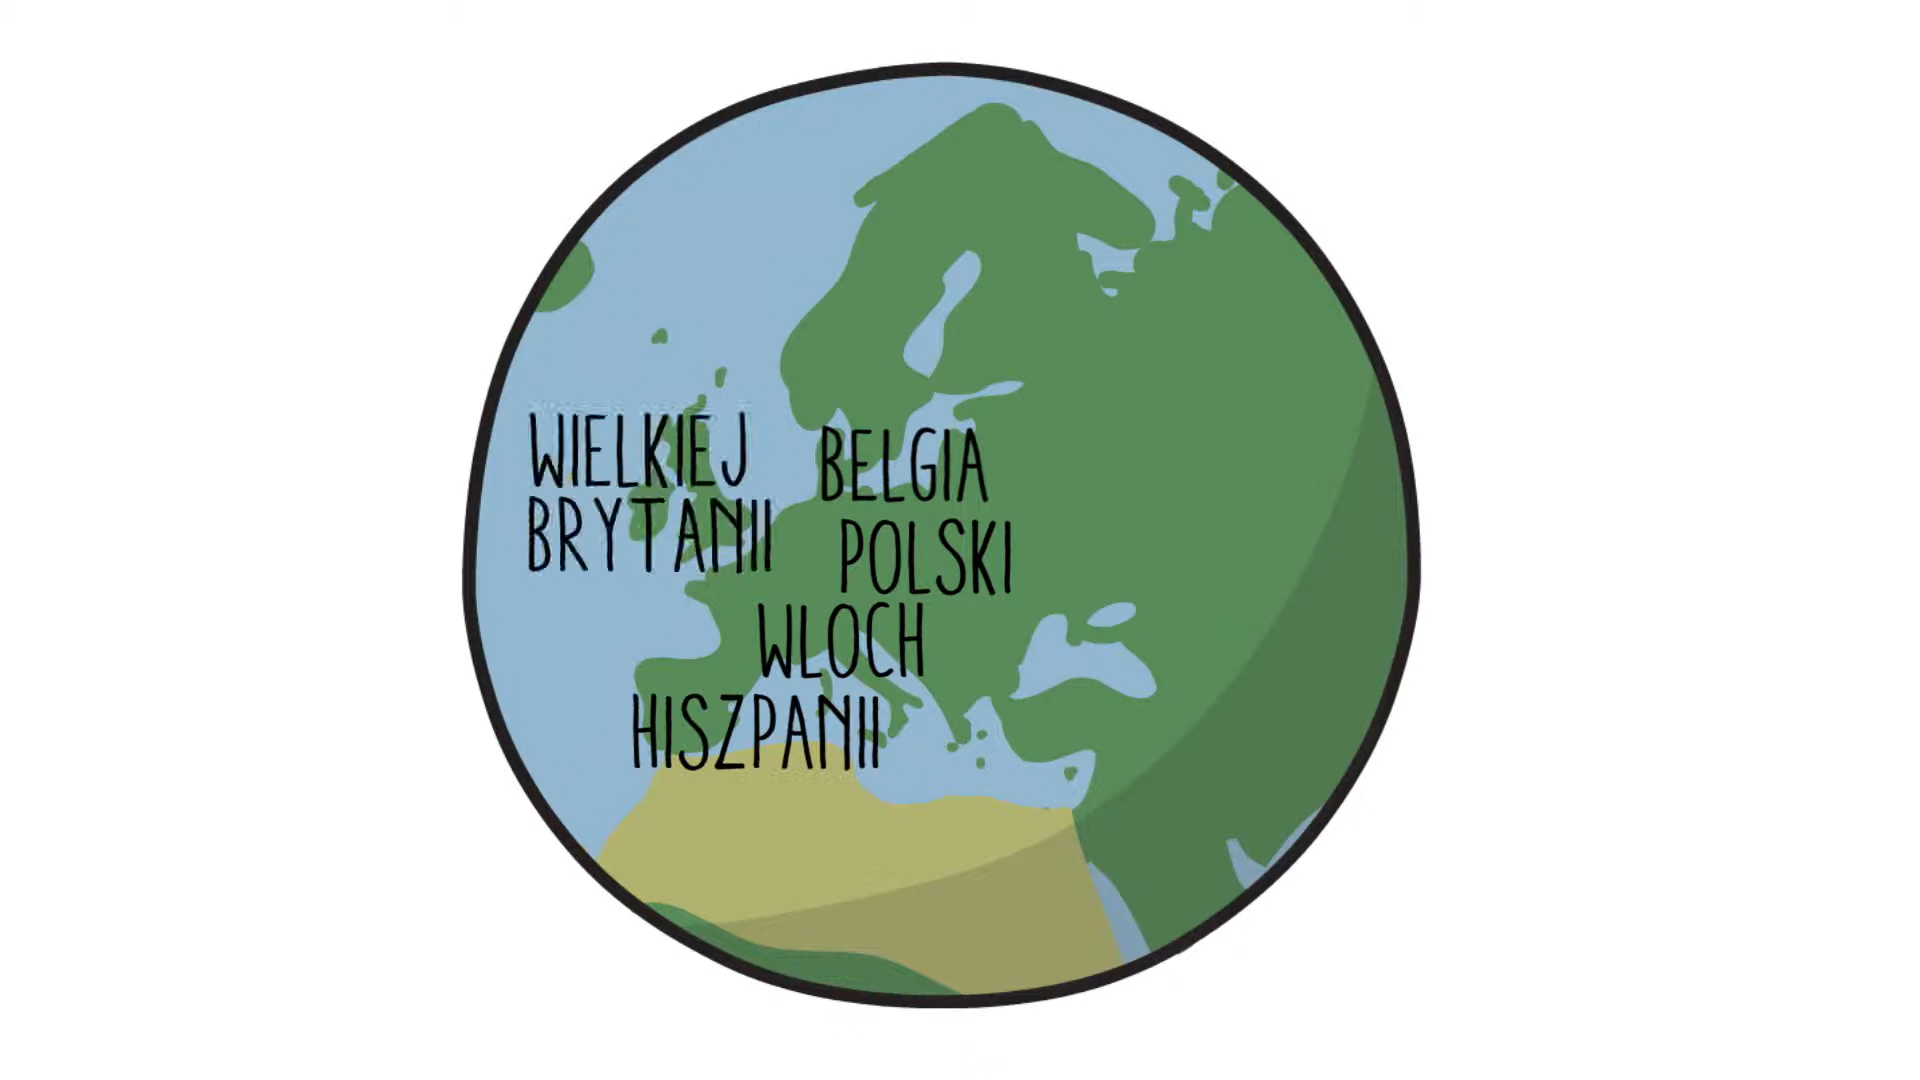 WIELKIEJ
BRYTANII
BELGIA
POLSKI
WLOCH
HISZPANII